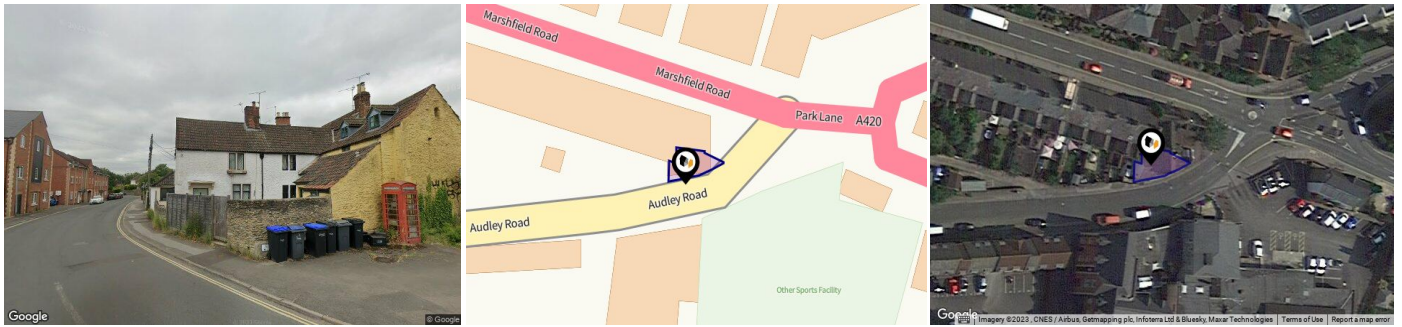 Google
© Google
Marshfield Road
Marshfield Road
Park Lane
A420
Audley Road
Audley Road
Other Sports Facility
Google
Imagery ©2023 , CNES / Airbus, Getmapping plc, Infoterra Ltd & Bluesky, Maxar Technologies
Terms of Use
Report a map error